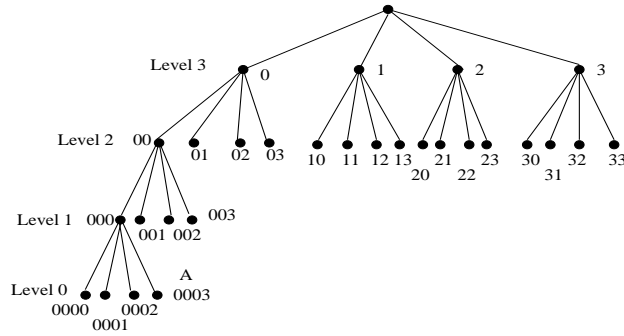 Level 3 0 1 2 3
Level 2 00 01 02 03 10 11 12 13 20 21 22 23 30 31 32 33
Level 1 000 001 002 003
A
Level 0 0000 0001 0002 0003